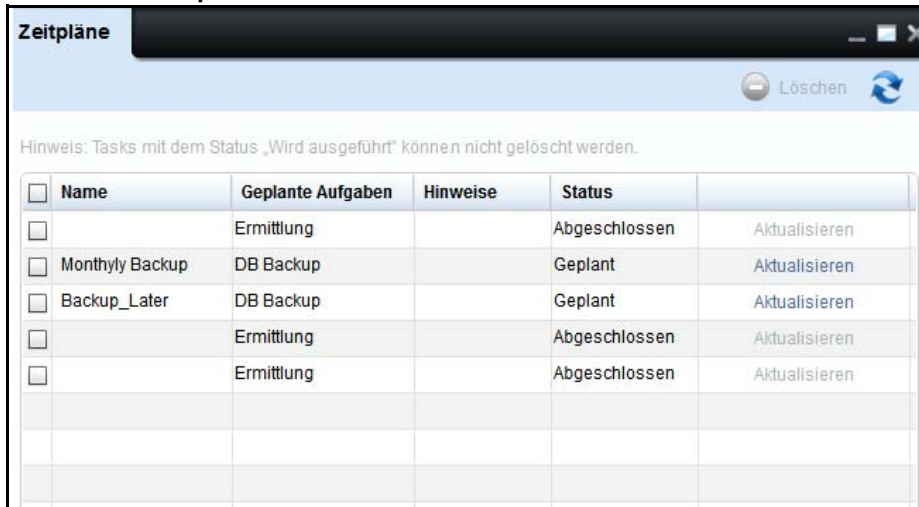 Zeitpläne
Löschen
Hinweis: Tasks mit dem Status „Wird ausgeführt" können nicht gelöscht werden.
Name Geplante Aufgaben Hinweise Status
Ermittlung Abgeschlossen Aktualisieren
Monthyly Backup DB Backup Geplant Aktualisieren
Backup_Later DB Backup Geplant Aktualisieren
Ermittlung Abgeschlossen Aktualisieren
Ermittlung Abgeschlossen Aktualisieren